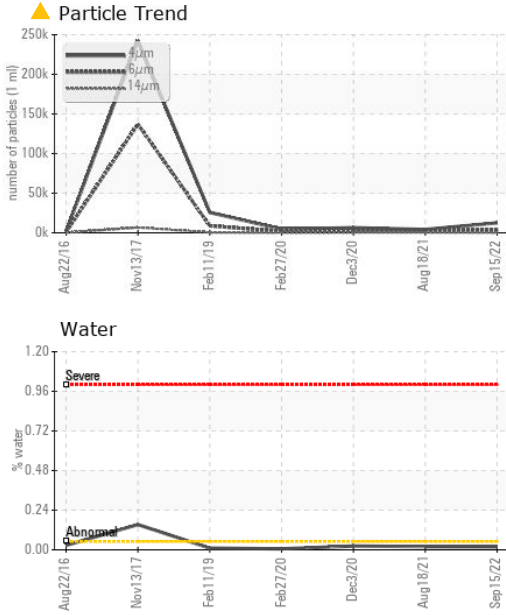 Particle Trend
250k
200k
150k
100k
50k
0k
number of particles (1 ml)
4µm
6µm
14µm
Aug22/16
Nov13/17
Feb11/19
Feb27/20
Dec3/20
Aug18/21
Sep15/22
Water
1.20
0.96
0.72
0.48
0.24
0.00
% water
Severe
Abnormal
Aug22/16
Nov13/17
Feb11/19
Feb27/20
Dec3/20
Aug18/21
Sep15/22